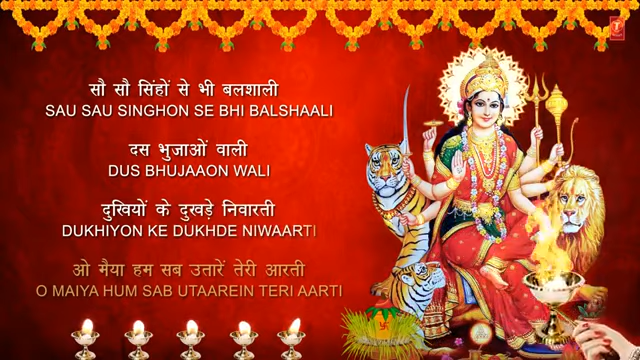 सौ सौ सिंहों से भी बलशाली
SAU SAU SINGHON SE BHI BALSHAALI
दस भुजाओं वाली
DUS BHUJAAON WALI
दुखियों के दुखड़े निवारती
DUKHIYON KE DUKHDE NIWAARTI
ओ मैया हम सब उतारें तेरी आरती
O MAIYA HUM SAB UTAAREIN TERI AARTI